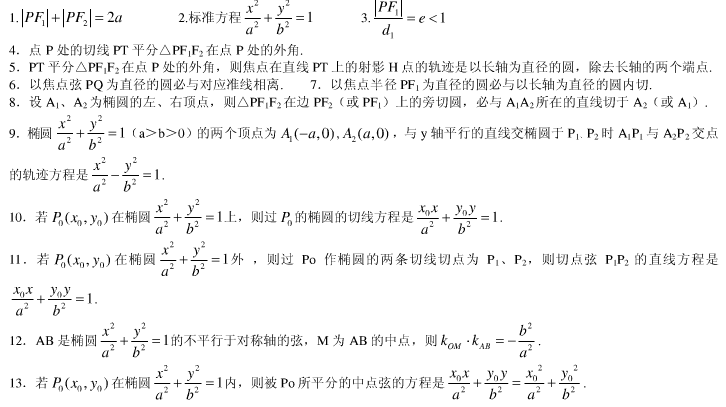 1. |PF₁| + |PF₂| = 2a 2.标准方程 x²/a² + y²/b² = 1 3. |PF₁|/d₁ = e < 1
4．点 P 处的切线 PT 平分△PF₁F₂ 在点 P 处的外角.
5．PT 平分△PF₁F₂ 在点 P 处的外角，则焦点在直线 PT 上的射影 H 点的轨迹是以长轴为直径的圆，除去长轴的两个端点.
6．以焦点弦 PQ 为直径的圆必与对应准线相离. 7．以焦点半径 PF₁ 为直径的圆必与以长轴为直径的圆内切.
8．设 A₁、A₂ 为椭圆的左、右顶点，则△PF₁F₂ 在边 PF₂（或 PF₁）上的旁切圆，必与 A₁A₂ 所在的直线切于 A₂（或 A₁）.
9．椭圆 x²/a² + y²/b² = 1（a＞b＞0）的两个顶点为 A₁(−a,0), A₂(a,0)，与 y 轴平行的直线交椭圆于 P₁. P₂ 时 A₁P₁ 与 A₂P₂ 交点
的轨迹方程是 x²/a² − y²/b² = 1.
10．若 P₀(x₀, y₀) 在椭圆 x²/a² + y²/b² = 1 上，则过 P₀ 的椭圆的切线方程是 x₀x/a² + y₀y/b² = 1.
11．若 P₀(x₀, y₀) 在椭圆 x²/a² + y²/b² = 1 外 ，则过 Po 作椭圆的两条切线切点为 P₁、P₂，则切点弦 P₁P₂ 的直线方程是
x₀x/a² + y₀y/b² = 1.
12．AB 是椭圆 x²/a² + y²/b² = 1 的不平行于对称轴的弦，M 为 AB 的中点，则 k_OM · k_AB = − b²/a².
13．若 P₀(x₀, y₀) 在椭圆 x²/a² + y²/b² = 1 内，则被 Po 所平分的中点弦的方程是 x₀x/a² + y₀y/b² = x₀²/a² + y₀²/b².